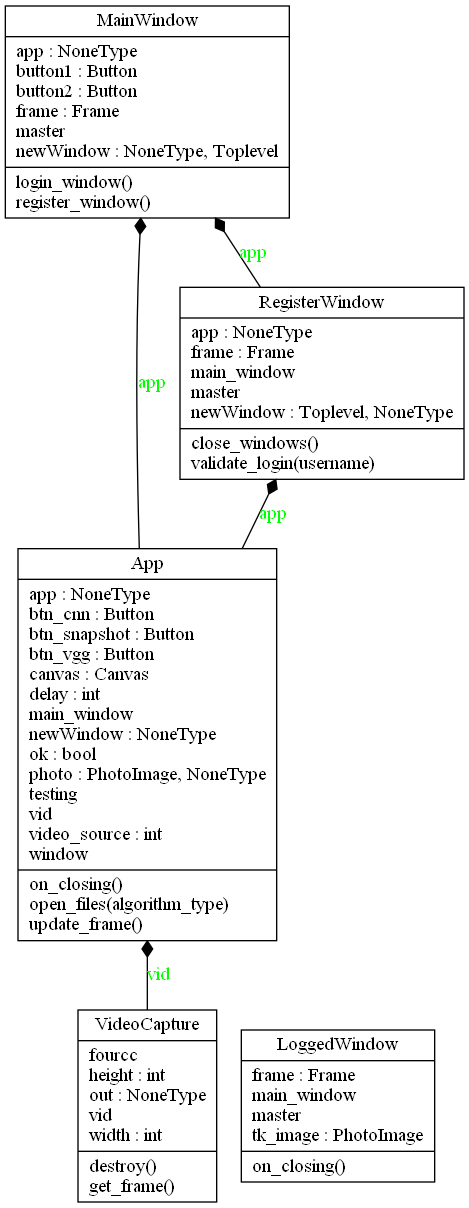 MainWindow
app : NoneType
button1 : Button
button2 : Button
frame : Frame
master
newWindow : NoneType, Toplevel
login_window()
register_window()
app
RegisterWindow
app : NoneType
frame : Frame
main_window
master
newWindow : Toplevel, NoneType
close_windows()
validate_login(username)
app
app
App
app : NoneType
btn_cnn : Button
btn_snapshot : Button
btn_vgg : Button
canvas : Canvas
delay : int
main_window
newWindow : NoneType
ok : bool
photo : PhotoImage, NoneType
testing
vid
video_source : int
window
on_closing()
open_files(algorithm_type)
update_frame()
vid
VideoCapture
fourcc
height : int
out : NoneType
vid
width : int
destroy()
get_frame()
LoggedWindow
frame : Frame
main_window
master
tk_image : PhotoImage
on_closing()